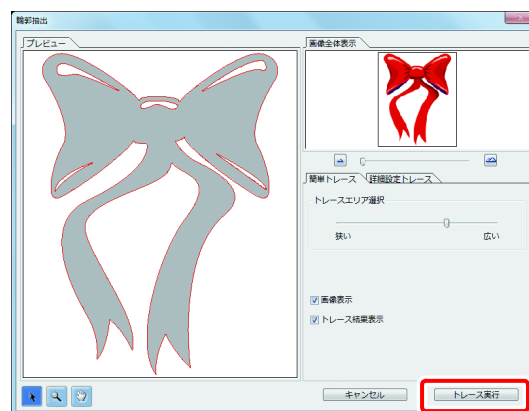 輪郭抽出
プレビュー
画像全体表示
簡単トレース
詳細設定トレース
トレースエリア選択
狭い
広い
画像表示
トレース結果表示
キャンセル
トレース実行